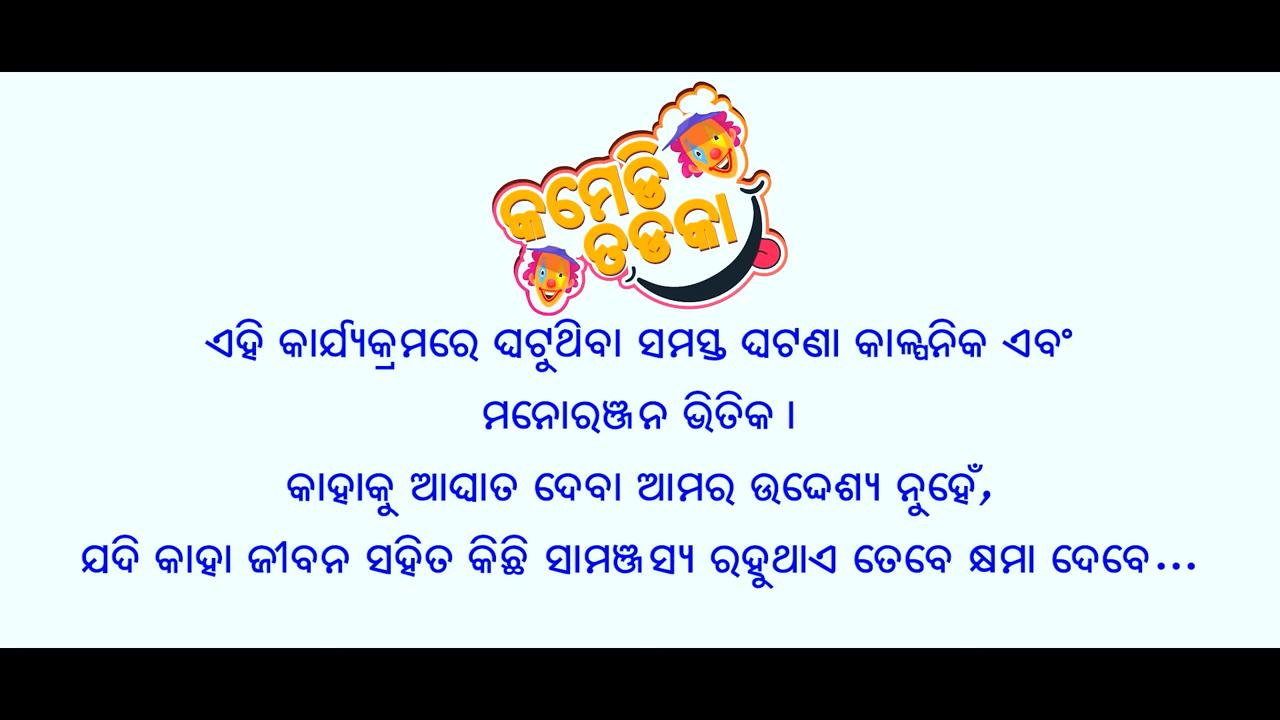 କମେଡି
ତଡକା
ଏହି କାର୍ଯ୍ୟକ୍ରମରେ ଘଟୁଥିବା ସମସ୍ତ ଘଟଣା କାଳ୍ପନିକ ଏବଂ
ମନୋରଞ୍ଜନ ଭିତିକ ।
କାହାକୁ ଆଘାତ ଦେବା ଆମର ଉଦ୍ଦେଶ୍ୟ ନୁହେଁ,
ଯଦି କାହା ଜୀବନ ସହିତ କିଛି ସାମଞ୍ଜସ୍ୟ ରହୁଥାଏ ତେବେ କ୍ଷମା ଦେବେ...